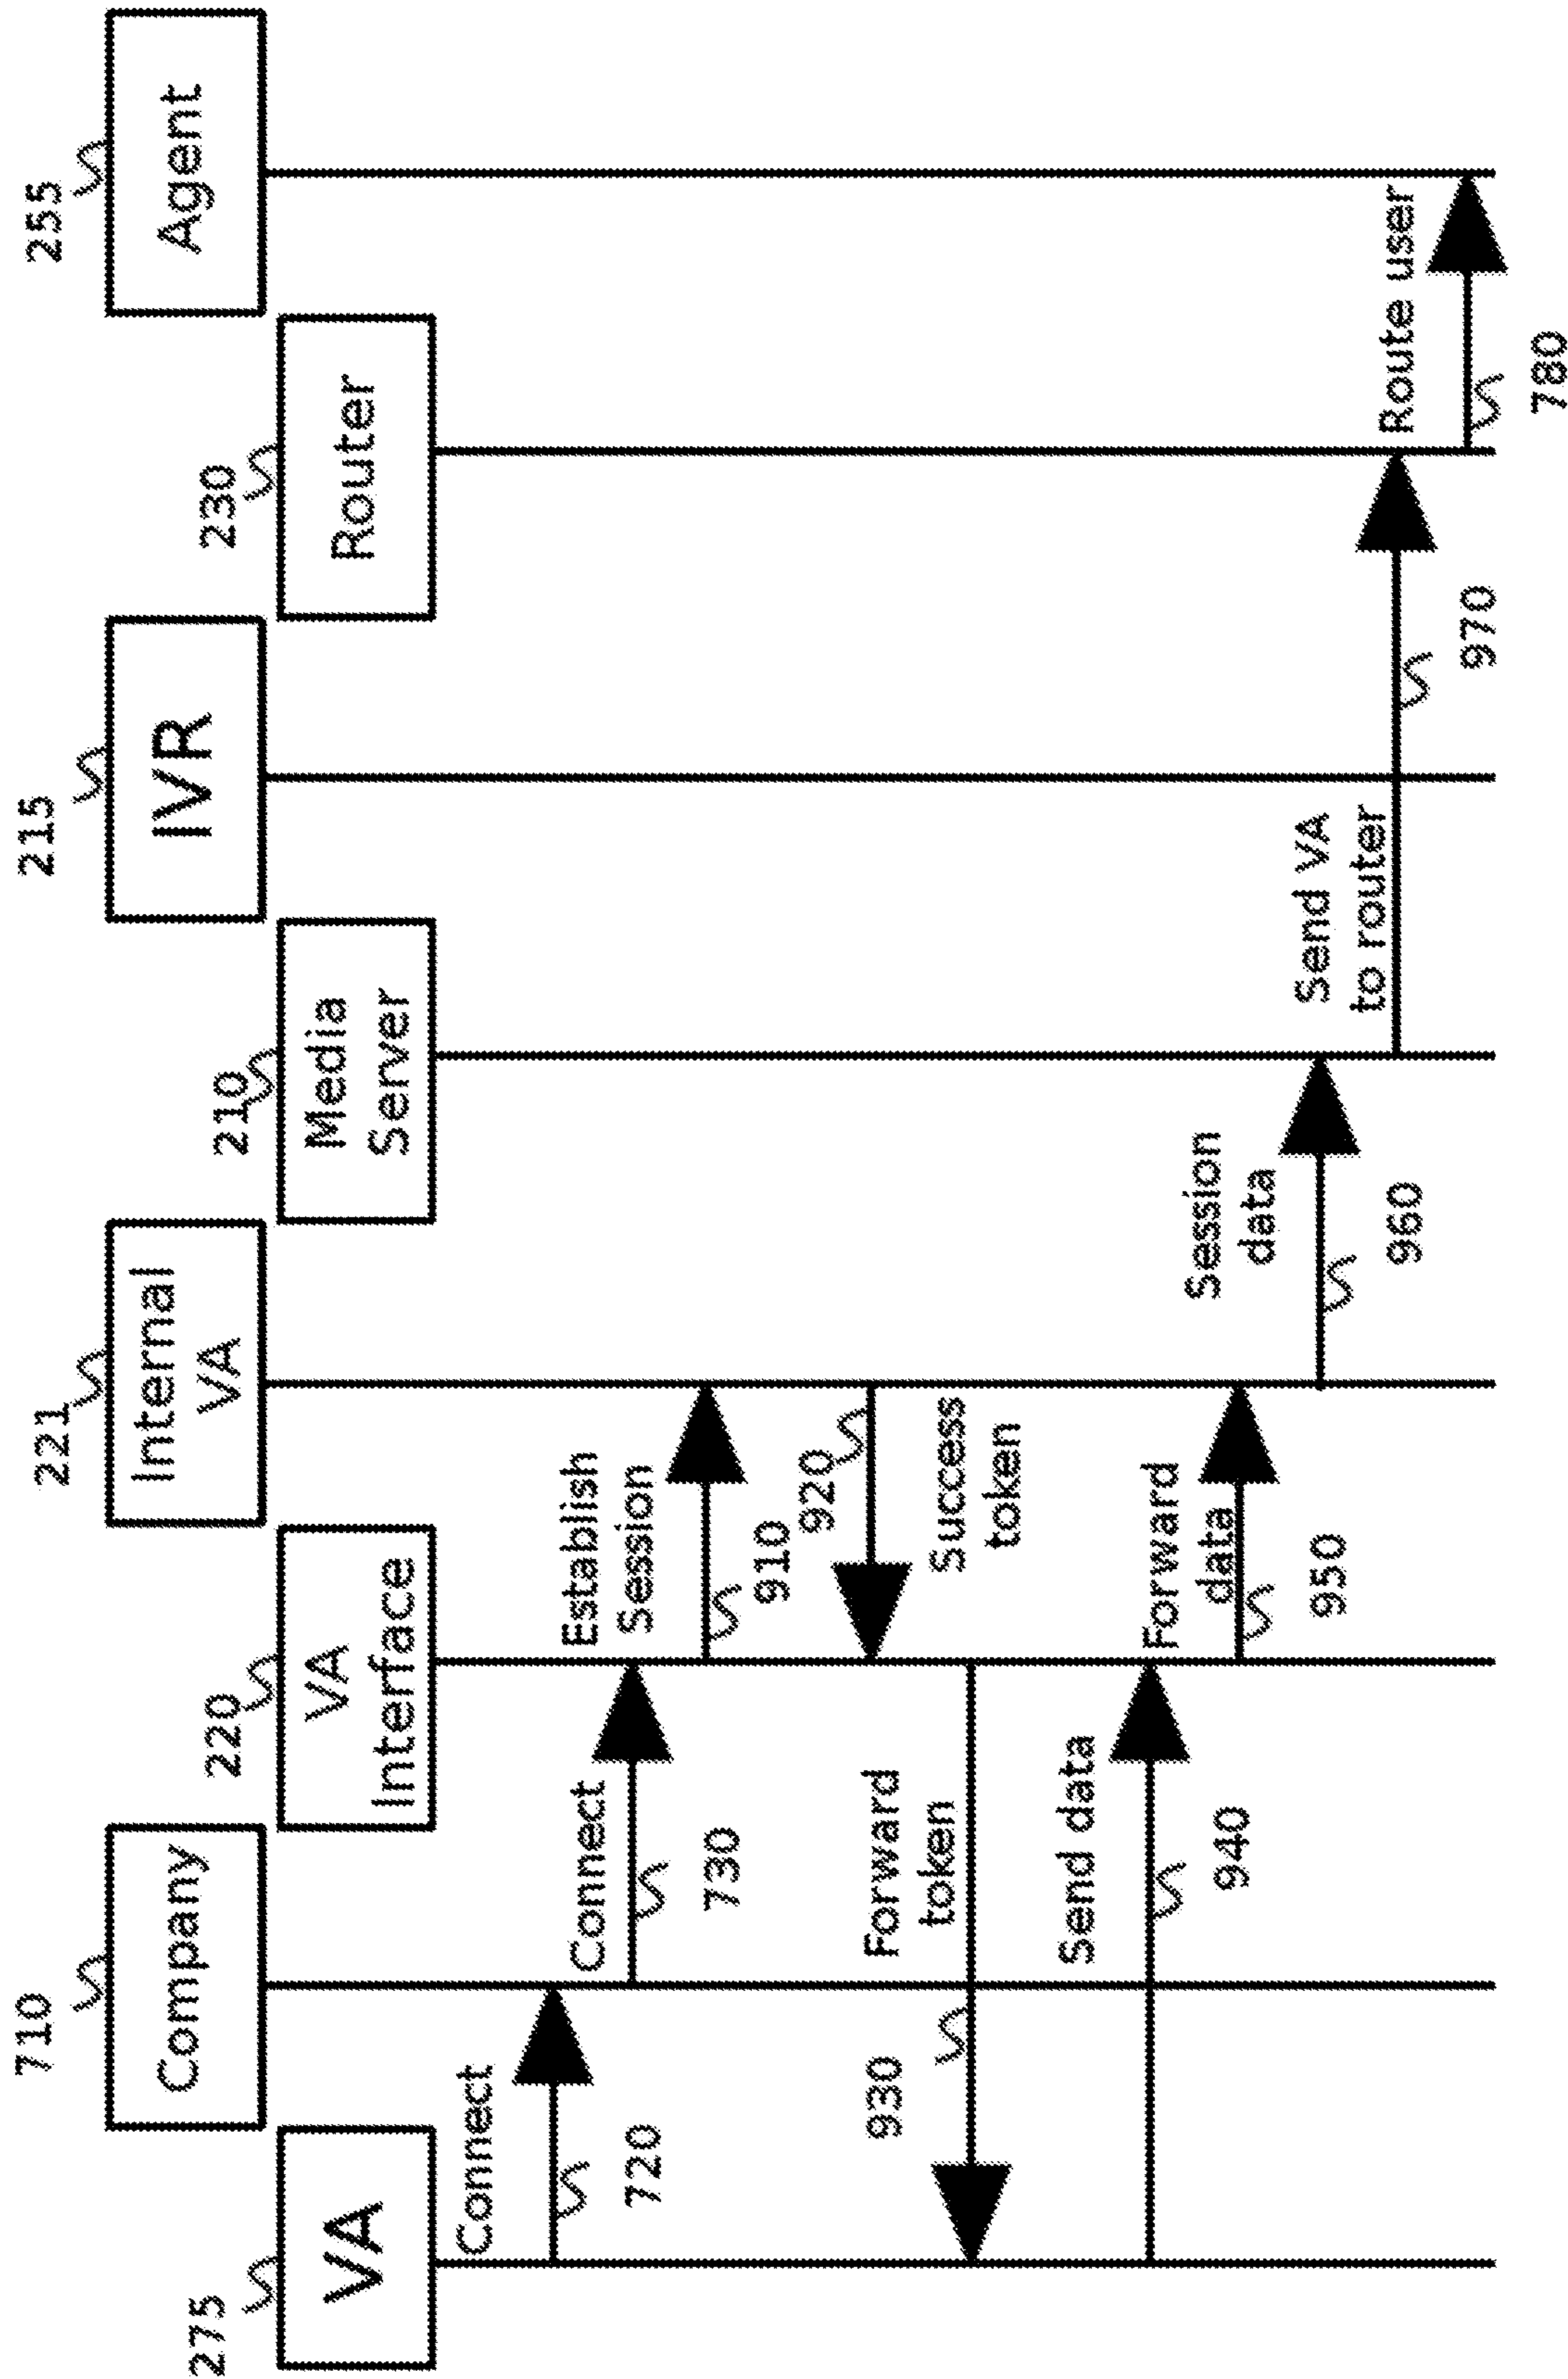 275
VA
710
Company
220
VA
Interface
221
Internal
VA
210
Media
Server
215
IVR
230
Router
255
Agent
Connect
720
Connect
730
Establish
Session
910
920
Success
token
Forward
token
930
Send data
940
Forward
data
950
Session
data
960
Send VA
to router
970
Route user
780